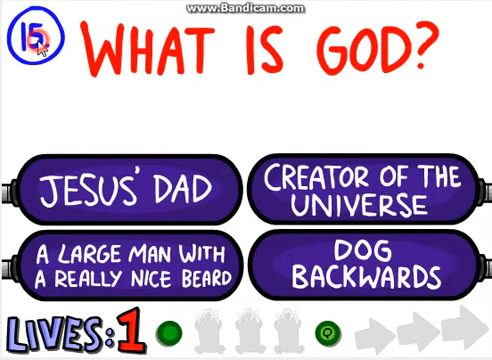 www.Bandicam.com
15.
WHAT IS GOD?
JESUS' DAD
CREATOR OF THE
UNIVERSE
A LARGE MAN WITH
A REALLY NICE BEARD
DOG
BACKWARDS
LIVES:1